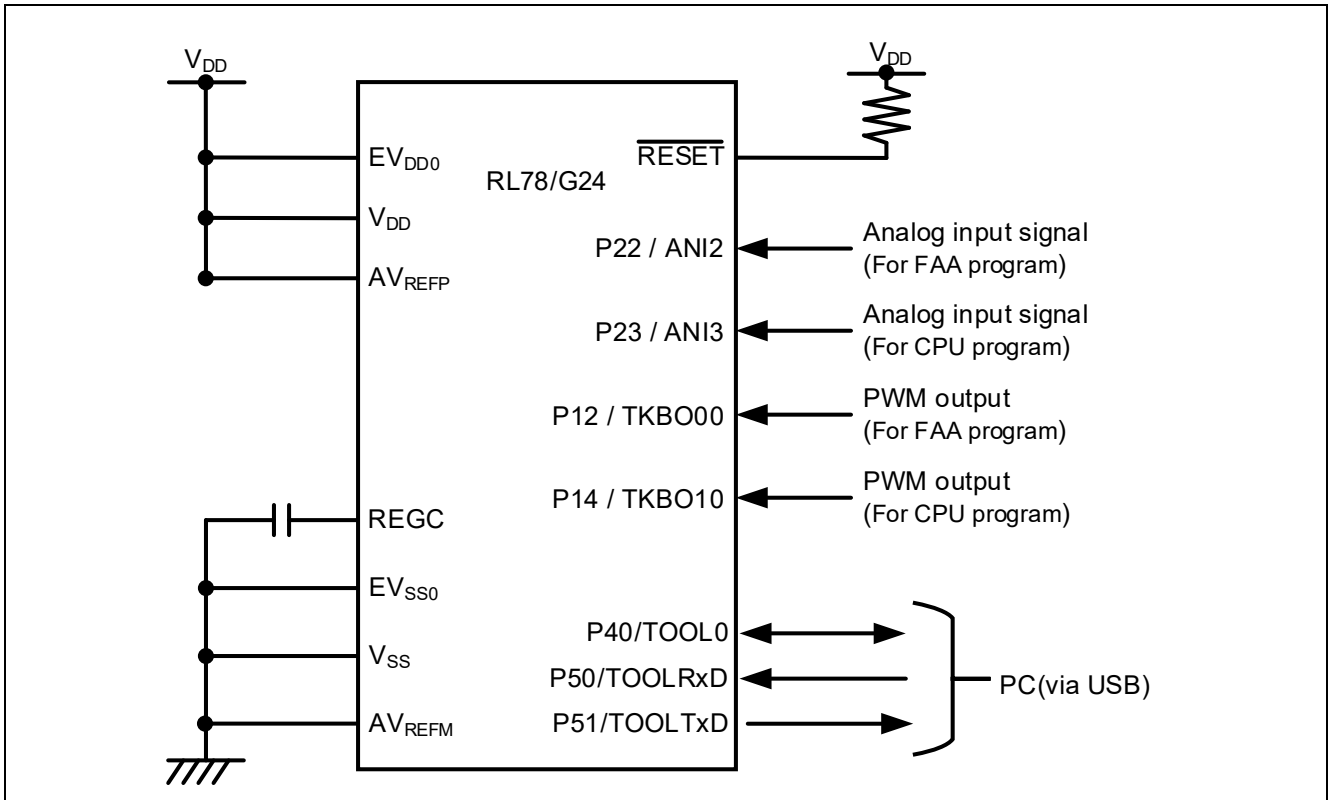 VDD
EVDD0
VDD
AVREFP
REGC
EVSS0
VSS
AVREFM
RL78/G24
VDD
RESET
P22 / ANI2
Analog input signal
(For FAA program)
P23 / ANI3
Analog input signal
(For CPU program)
P12 / TKBO00
PWM output
(For FAA program)
P14 / TKBO10
PWM output
(For CPU program)
P40/TOOL0
P50/TOOLRxD
P51/TOOLTxD
PC(via USB)